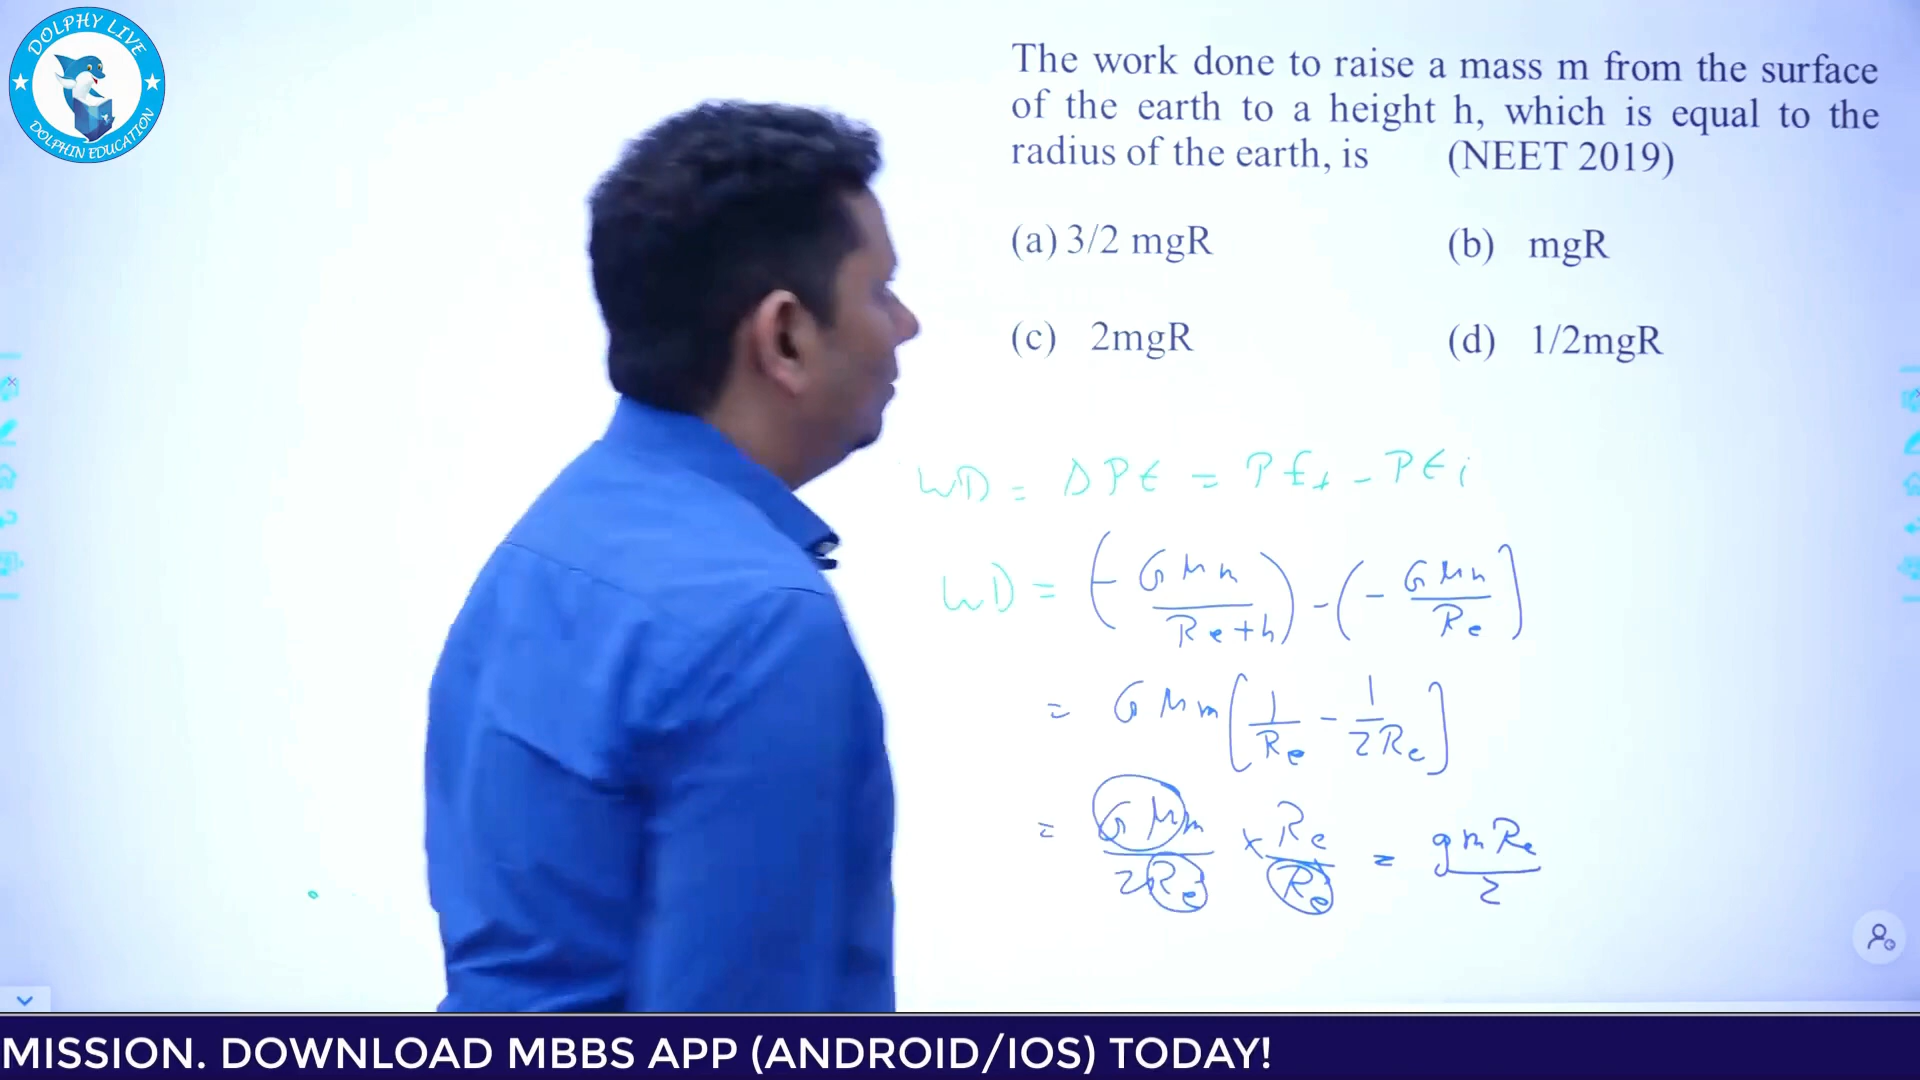 DOLPHY LIVE
DOLPHIN EDUCATION
The work done to raise a mass m from the surface
of the earth to a height h, which is equal to the
radius of the earth, is (NEET 2019)
(a) 3/2 mgR (b) mgR
(c) 2mgR (d) 1/2mgR
WD = ΔPE = PEf - PEi
WD = (- GMm / Re+h) - (- GMm / Re)
= GMm [1/Re - 1/2Re]
= GMm / 2Re × Re / Re = gmRe / 2
MISSION. DOWNLOAD MBBS APP (ANDROID/IOS) TODAY!